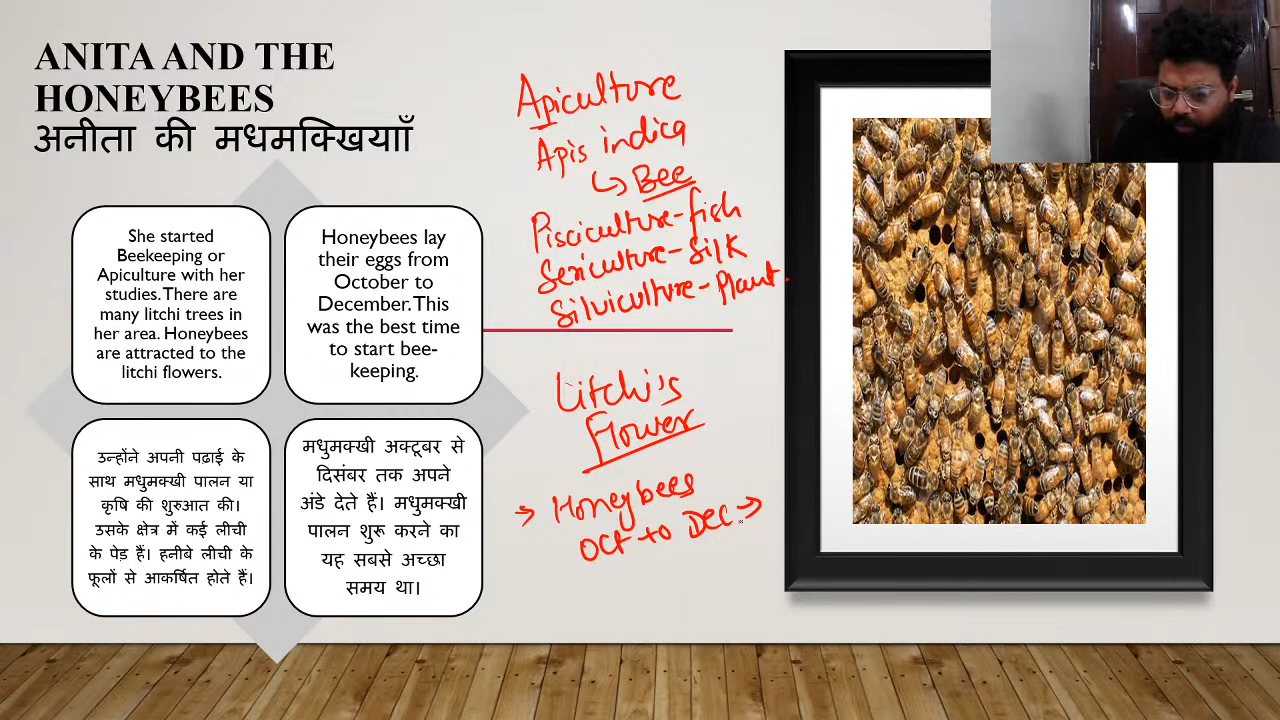 ANITA AND THE
HONEYBEES
अनीता की मधमक्खियााँ
She started
Beekeeping or
Apiculture with her
studies. There are
many litchi trees in
her area. Honeybees
are attracted to the
litchi flowers.
Honeybees lay
their eggs from
October to
December. This
was the best time
to start bee-
keeping.
उन्होंने अपनी पढ़ाई के
साथ मधुमक्खी पालन या
कृषि की शुरुआत की।
उसके क्षेत्र में कई लीची
के पेड़ हैं। हनीबे लीची के
फूलों से आकर्षित होते हैं।
मधुमक्खी अक्टूबर से
दिसंबर तक अपने
अंडे देते हैं। मधुमक्खी
पालन शुरू करने का
यह सबसे अच्छा
समय था।
Apiculture
Apis indica
↳ Bee
Pisciculture-fish
Sericulture-Silk
Silviculture-Plant.
Litchi's
flower
→ Honeybees
Oct to Dec →